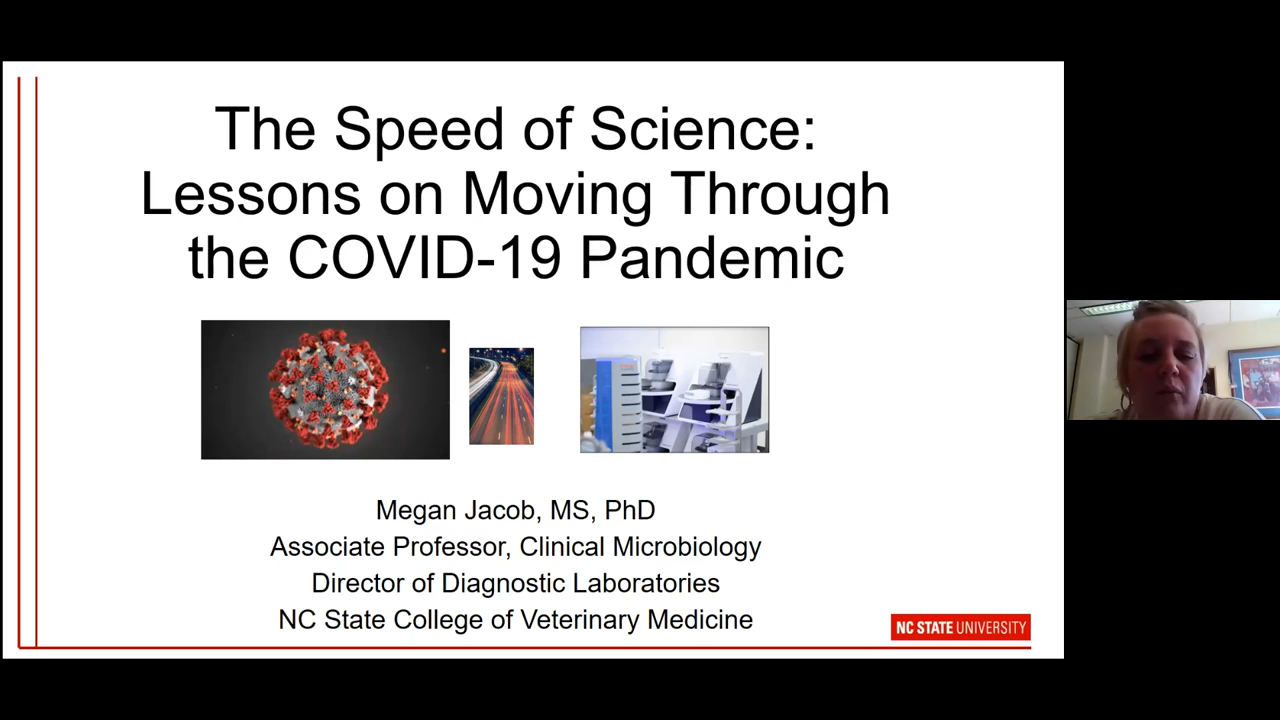 The Speed of Science:
Lessons on Moving Through
the COVID-19 Pandemic
Megan Jacob, MS, PhD
Associate Professor, Clinical Microbiology
Director of Diagnostic Laboratories
NC State College of Veterinary Medicine
NC STATE UNIVERSITY